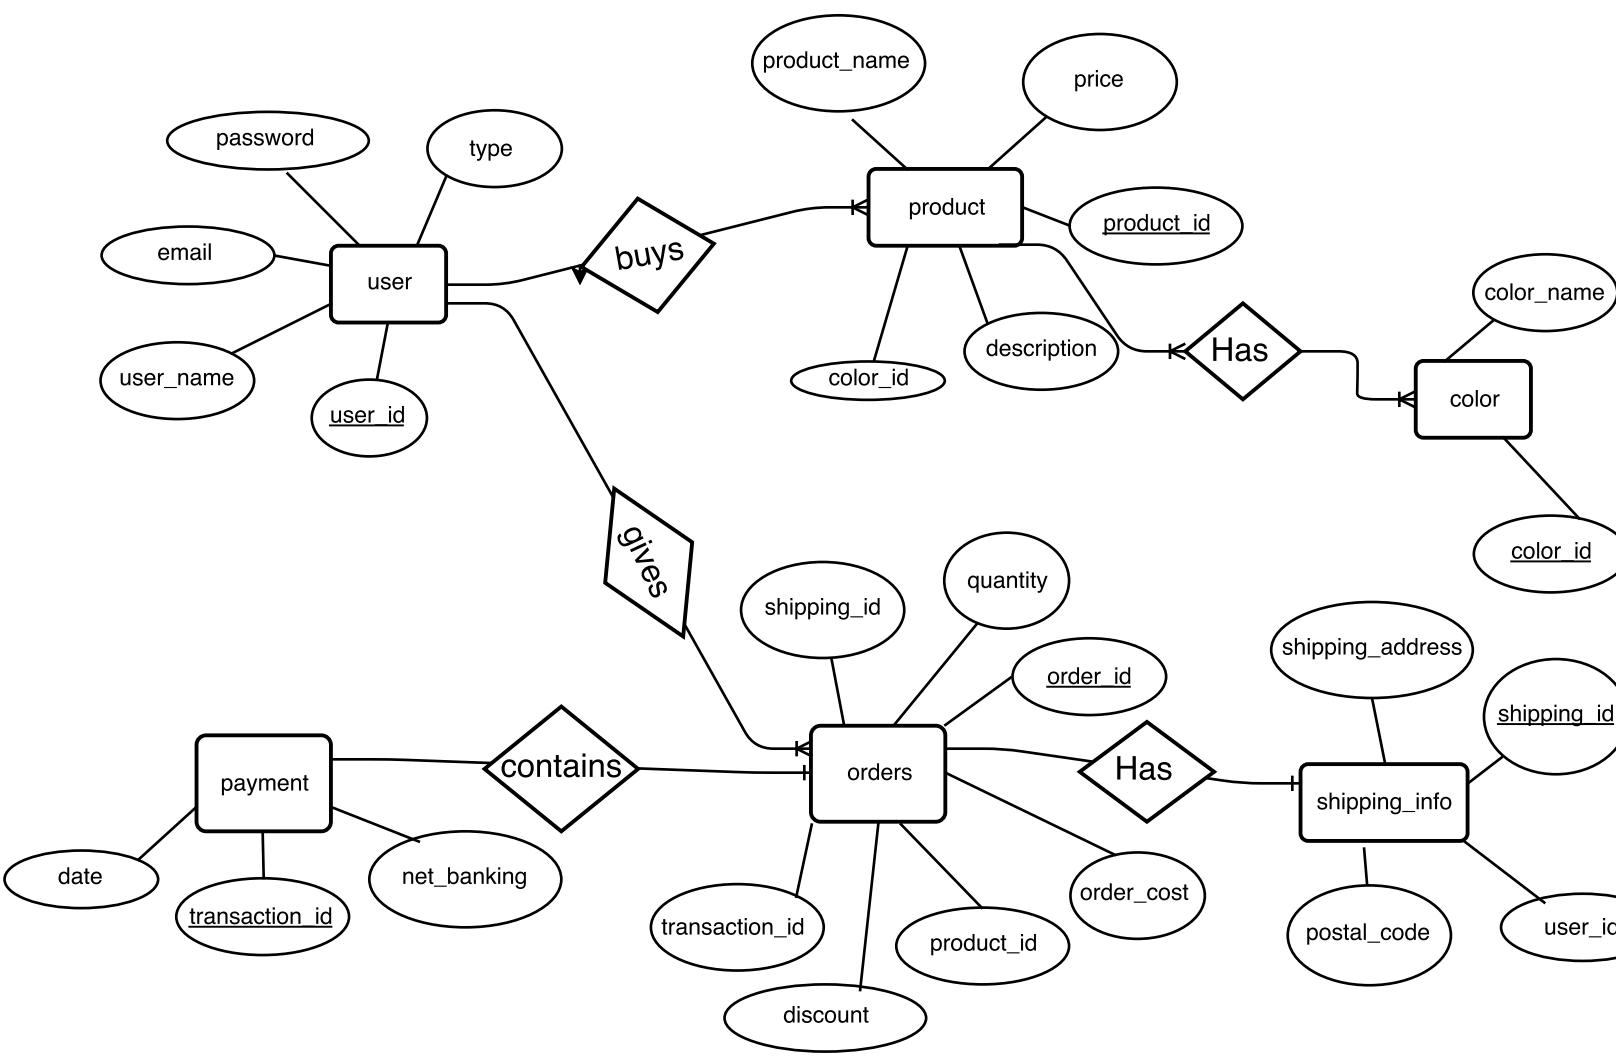 product_name
price
password
type
product
product_id
buys
email
user
color_name
user_name
user_id
color_id
description
Has
color
gives
color_id
quantity
shipping_id
order_id
shipping_address
shipping_id
payment
contains
orders
Has
shipping_info
date
net_banking
order_cost
transaction_id
transaction_id
product_id
postal_code
user_id
discount